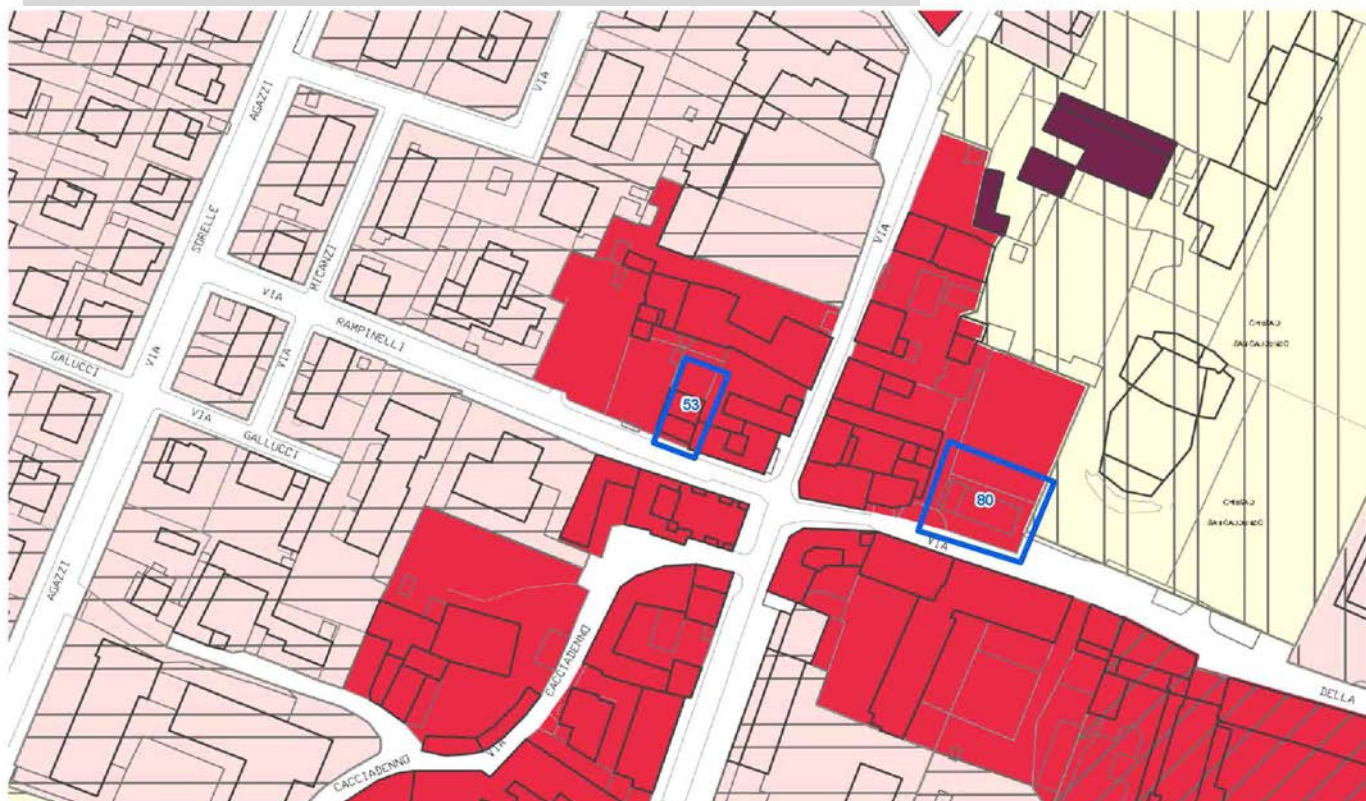 VIA
AGAZZI
SORELLE
VIA
MICANZI
VIA
VIA
RAMPINELLI
GALUCCI
VIA
VIA
VIA
GALLUCCI
53
80
VIA
AGAZZI
CACCIADENNO
VIA
CACCIADENNO
DELLA